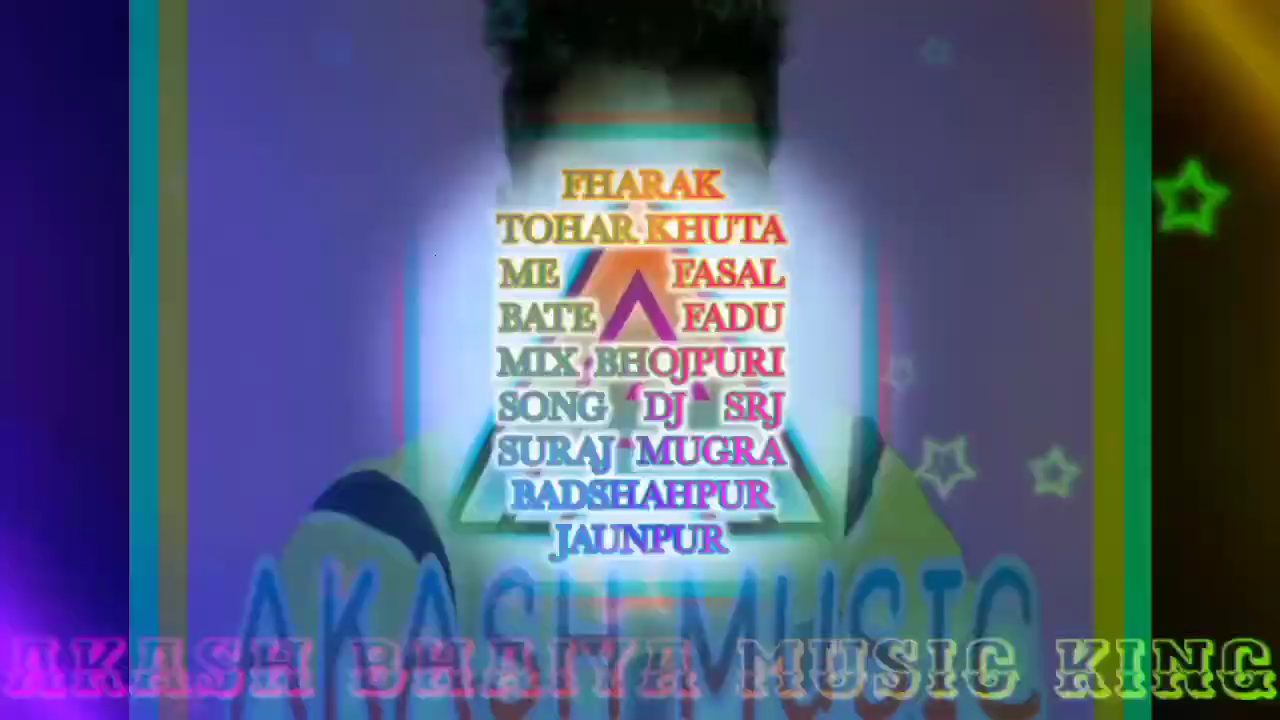 FHARAK
TOHAR KHUTA
ME FASAL
BATE FADU
MIX BHOJPURI
SONG DJ SRJ
SURAJ MUGRA
BADSHAHPUR
JAUNPUR
AKASH MUSIC
AKASH BHAIYA MUSIC KING